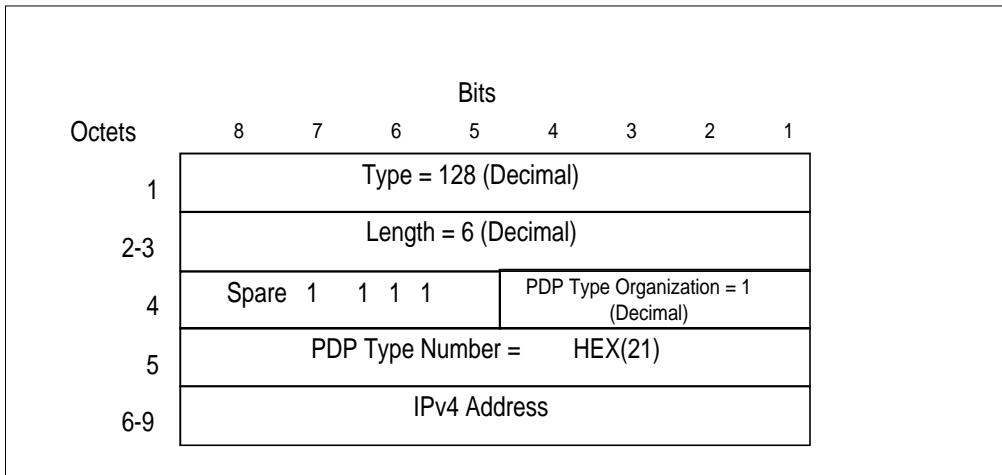 Bits
Octets 8 7 6 5 4 3 2 1
1 Type = 128 (Decimal)
2-3 Length = 6 (Decimal)
4 Spare 1 1 1 1 PDP Type Organization = 1
(Decimal)
5 PDP Type Number = HEX(21)
6-9 IPv4 Address